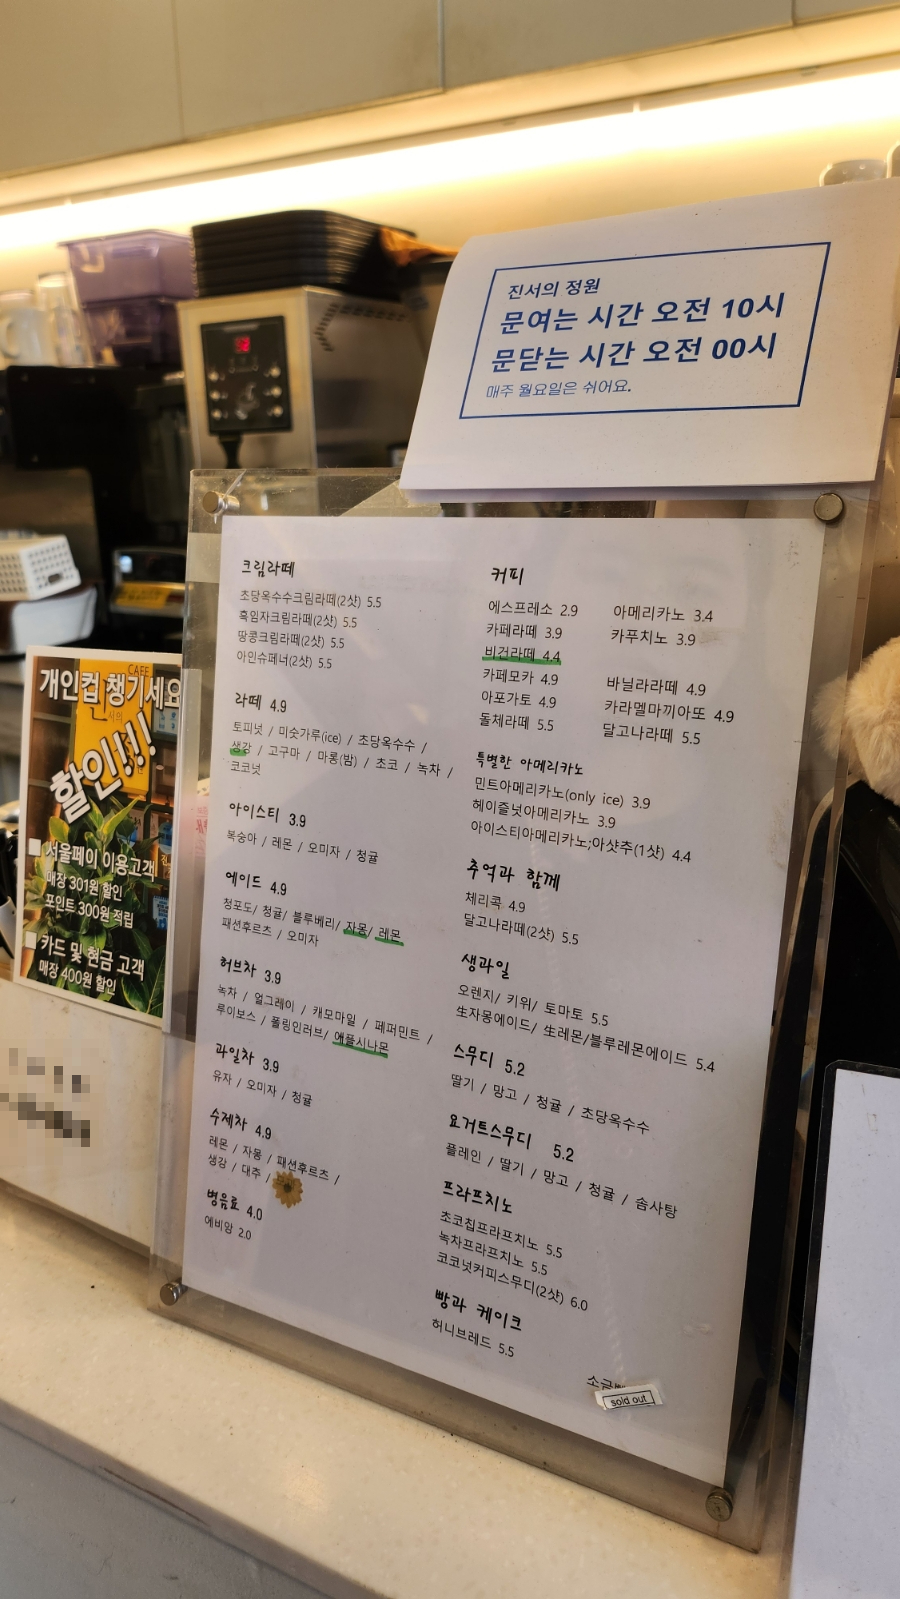 진서의 정원
문여는 시간 오전 10시
문닫는 시간 오전 00시
매주 월요일은 쉬어요.
크림라떼
초당옥수수크림라떼(2샷) 5.5
흑임자크림라떼(2샷) 5.5
땅콩크림라떼(2샷) 5.5
아인슈페너(2샷) 5.5
라떼 4.9
토피넛 / 미숫가루(ice) / 초당옥수수 /
생강 / 고구마 / 마롱(밤) / 초코 / 녹차 /
코코넛
아이스티 3.9
복숭아 / 레몬 / 오미자 / 청귤
에이드 4.9
청포도/ 청귤/ 블루베리/ 자몽/ 레몬
패션후르츠 / 오미자
허브차 3.9
녹차 / 얼그레이 / 캐모마일 / 페퍼민트 /
루이보스 / 폴링인러브/ 애플시나몬
과일차 3.9
유자 / 오미자 / 청귤
수제차 4.9
레몬 / 자몽 / 패션후르츠 /
생강 / 대추 /
병음료 4.0
에비앙 2.0
커피
에스프레소 2.9 아메리카노 3.4
카페라떼 3.9 카푸치노 3.9
비건라떼 4.4
카페모카 4.9 바닐라라떼 4.9
아포가토 4.9 카라멜마끼아또 4.9
돌체라떼 5.5 달고나라떼 5.5
특별한 아메리카노
민트아메리카노(only ice) 3.9
헤이즐넛아메리카노 3.9
아이스티아메리카노;아샷추(1샷) 4.4
추억과 함께
체리콕 4.9
달고나라떼(2샷) 5.5
생과일
오렌지/ 키위/ 토마토 5.5
生자몽에이드/ 生레몬/블루레몬에이드 5.4
스무디 5.2
딸기 / 망고 / 청귤 / 초당옥수수
요거트스무디 5.2
플레인 / 딸기 / 망고 / 청귤 / 솜사탕
프라프치노
초코칩프라프치노 5.5
녹차프라프치노 5.5
코코넛커피스무디(2샷) 6.0
빵과 케이크
허니브레드 5.5
sold out
CAFE
개인컵 챙기세요
할인!!!
서울페이 이용고객
매장 301원 할인
포인트 300원 적립
카드 및 현금 고객
매장 400원 할인